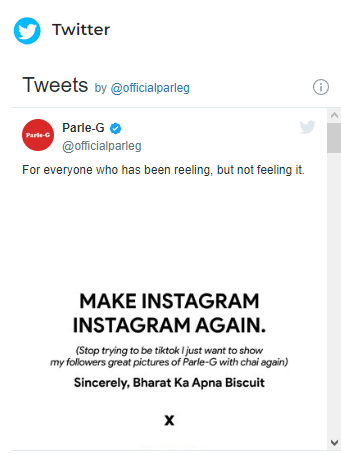 Twitter
Tweets by @officialparleg
Parle-G
Parle-G
@officialparleg
For everyone who has been reeling, but not feeling it.
MAKE INSTAGRAM
INSTAGRAM AGAIN.
(Stop trying to be tiktok I just want to show
my followers great pictures of Parle-G with chai again)
Sincerely, Bharat Ka Apna Biscuit
x